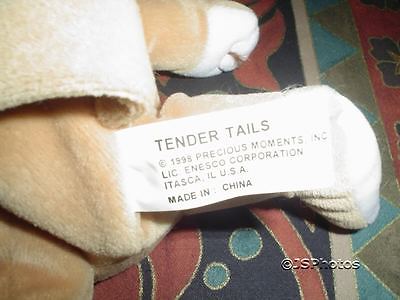 TENDER TAILS
© 1998 PRECIOUS MOMENTS, INC
LIC. ENESCO CORPORATION
ITASCA, IL U.S.A.
MADE IN : CHINA
©JSPhotos